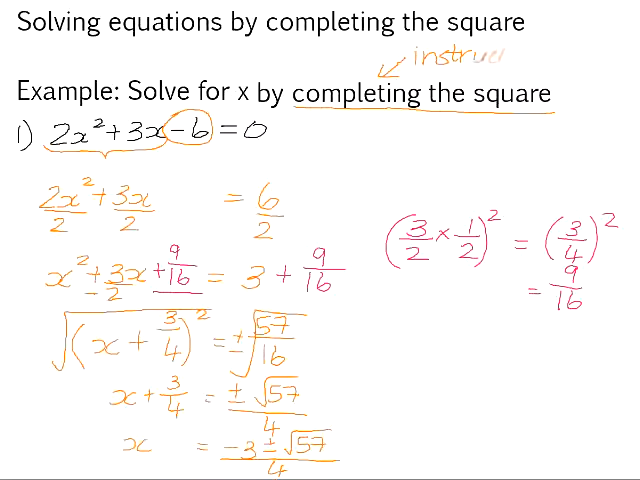 Solving equations by completing the square
instruc
Example: Solve for x by completing the square
1) 2x²+3x-6=0
2x²/2 + 3x/2 = 6/2
(3/2 × 1/2)² = (3/4)²
= 9/16
x² + 3x/2 + 9/16 = 3 + 9/16
√(x + 3/4)² = ±√57/16
x + 3/4 = ±√57/4
x = -3±√57/4